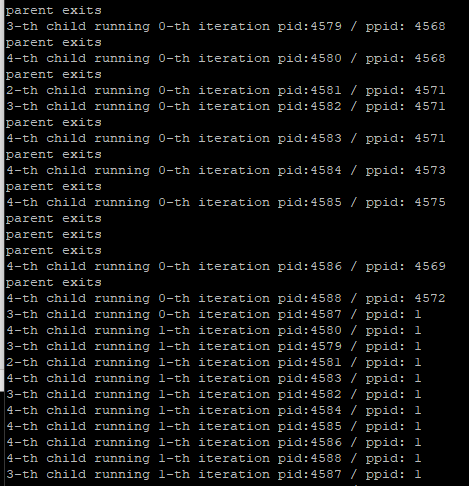 parent exits
3-th child running 0-th iteration pid:4579 / ppid: 4568
parent exits
4-th child running 0-th iteration pid:4580 / ppid: 4568
parent exits
2-th child running 0-th iteration pid:4581 / ppid: 4571
3-th child running 0-th iteration pid:4582 / ppid: 4571
parent exits
4-th child running 0-th iteration pid:4583 / ppid: 4571
parent exits
4-th child running 0-th iteration pid:4584 / ppid: 4573
parent exits
4-th child running 0-th iteration pid:4585 / ppid: 4575
parent exits
parent exits
parent exits
4-th child running 0-th iteration pid:4586 / ppid: 4569
parent exits
4-th child running 0-th iteration pid:4588 / ppid: 4572
3-th child running 0-th iteration pid:4587 / ppid: 1
4-th child running 1-th iteration pid:4580 / ppid: 1
3-th child running 1-th iteration pid:4579 / ppid: 1
2-th child running 1-th iteration pid:4581 / ppid: 1
4-th child running 1-th iteration pid:4583 / ppid: 1
3-th child running 1-th iteration pid:4582 / ppid: 1
4-th child running 1-th iteration pid:4584 / ppid: 1
4-th child running 1-th iteration pid:4585 / ppid: 1
4-th child running 1-th iteration pid:4586 / ppid: 1
4-th child running 1-th iteration pid:4588 / ppid: 1
3-th child running 1-th iteration pid:4587 / ppid: 1